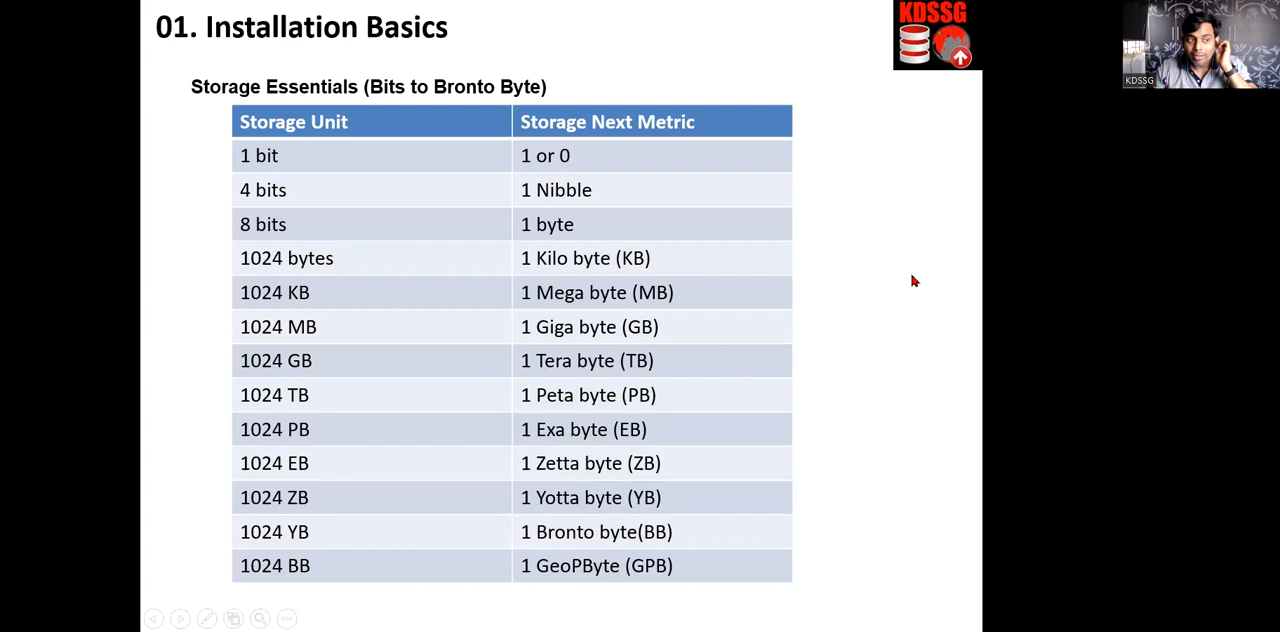 01. Installation Basics
KDSSG
KDSSG
Storage Essentials (Bits to Bronto Byte)
Storage Unit Storage Next Metric
1 bit 1 or 0
4 bits 1 Nibble
8 bits 1 byte
1024 bytes 1 Kilo byte (KB)
1024 KB 1 Mega byte (MB)
1024 MB 1 Giga byte (GB)
1024 GB 1 Tera byte (TB)
1024 TB 1 Peta byte (PB)
1024 PB 1 Exa byte (EB)
1024 EB 1 Zetta byte (ZB)
1024 ZB 1 Yotta byte (YB)
1024 YB 1 Bronto byte(BB)
1024 BB 1 GeoPByte (GPB)